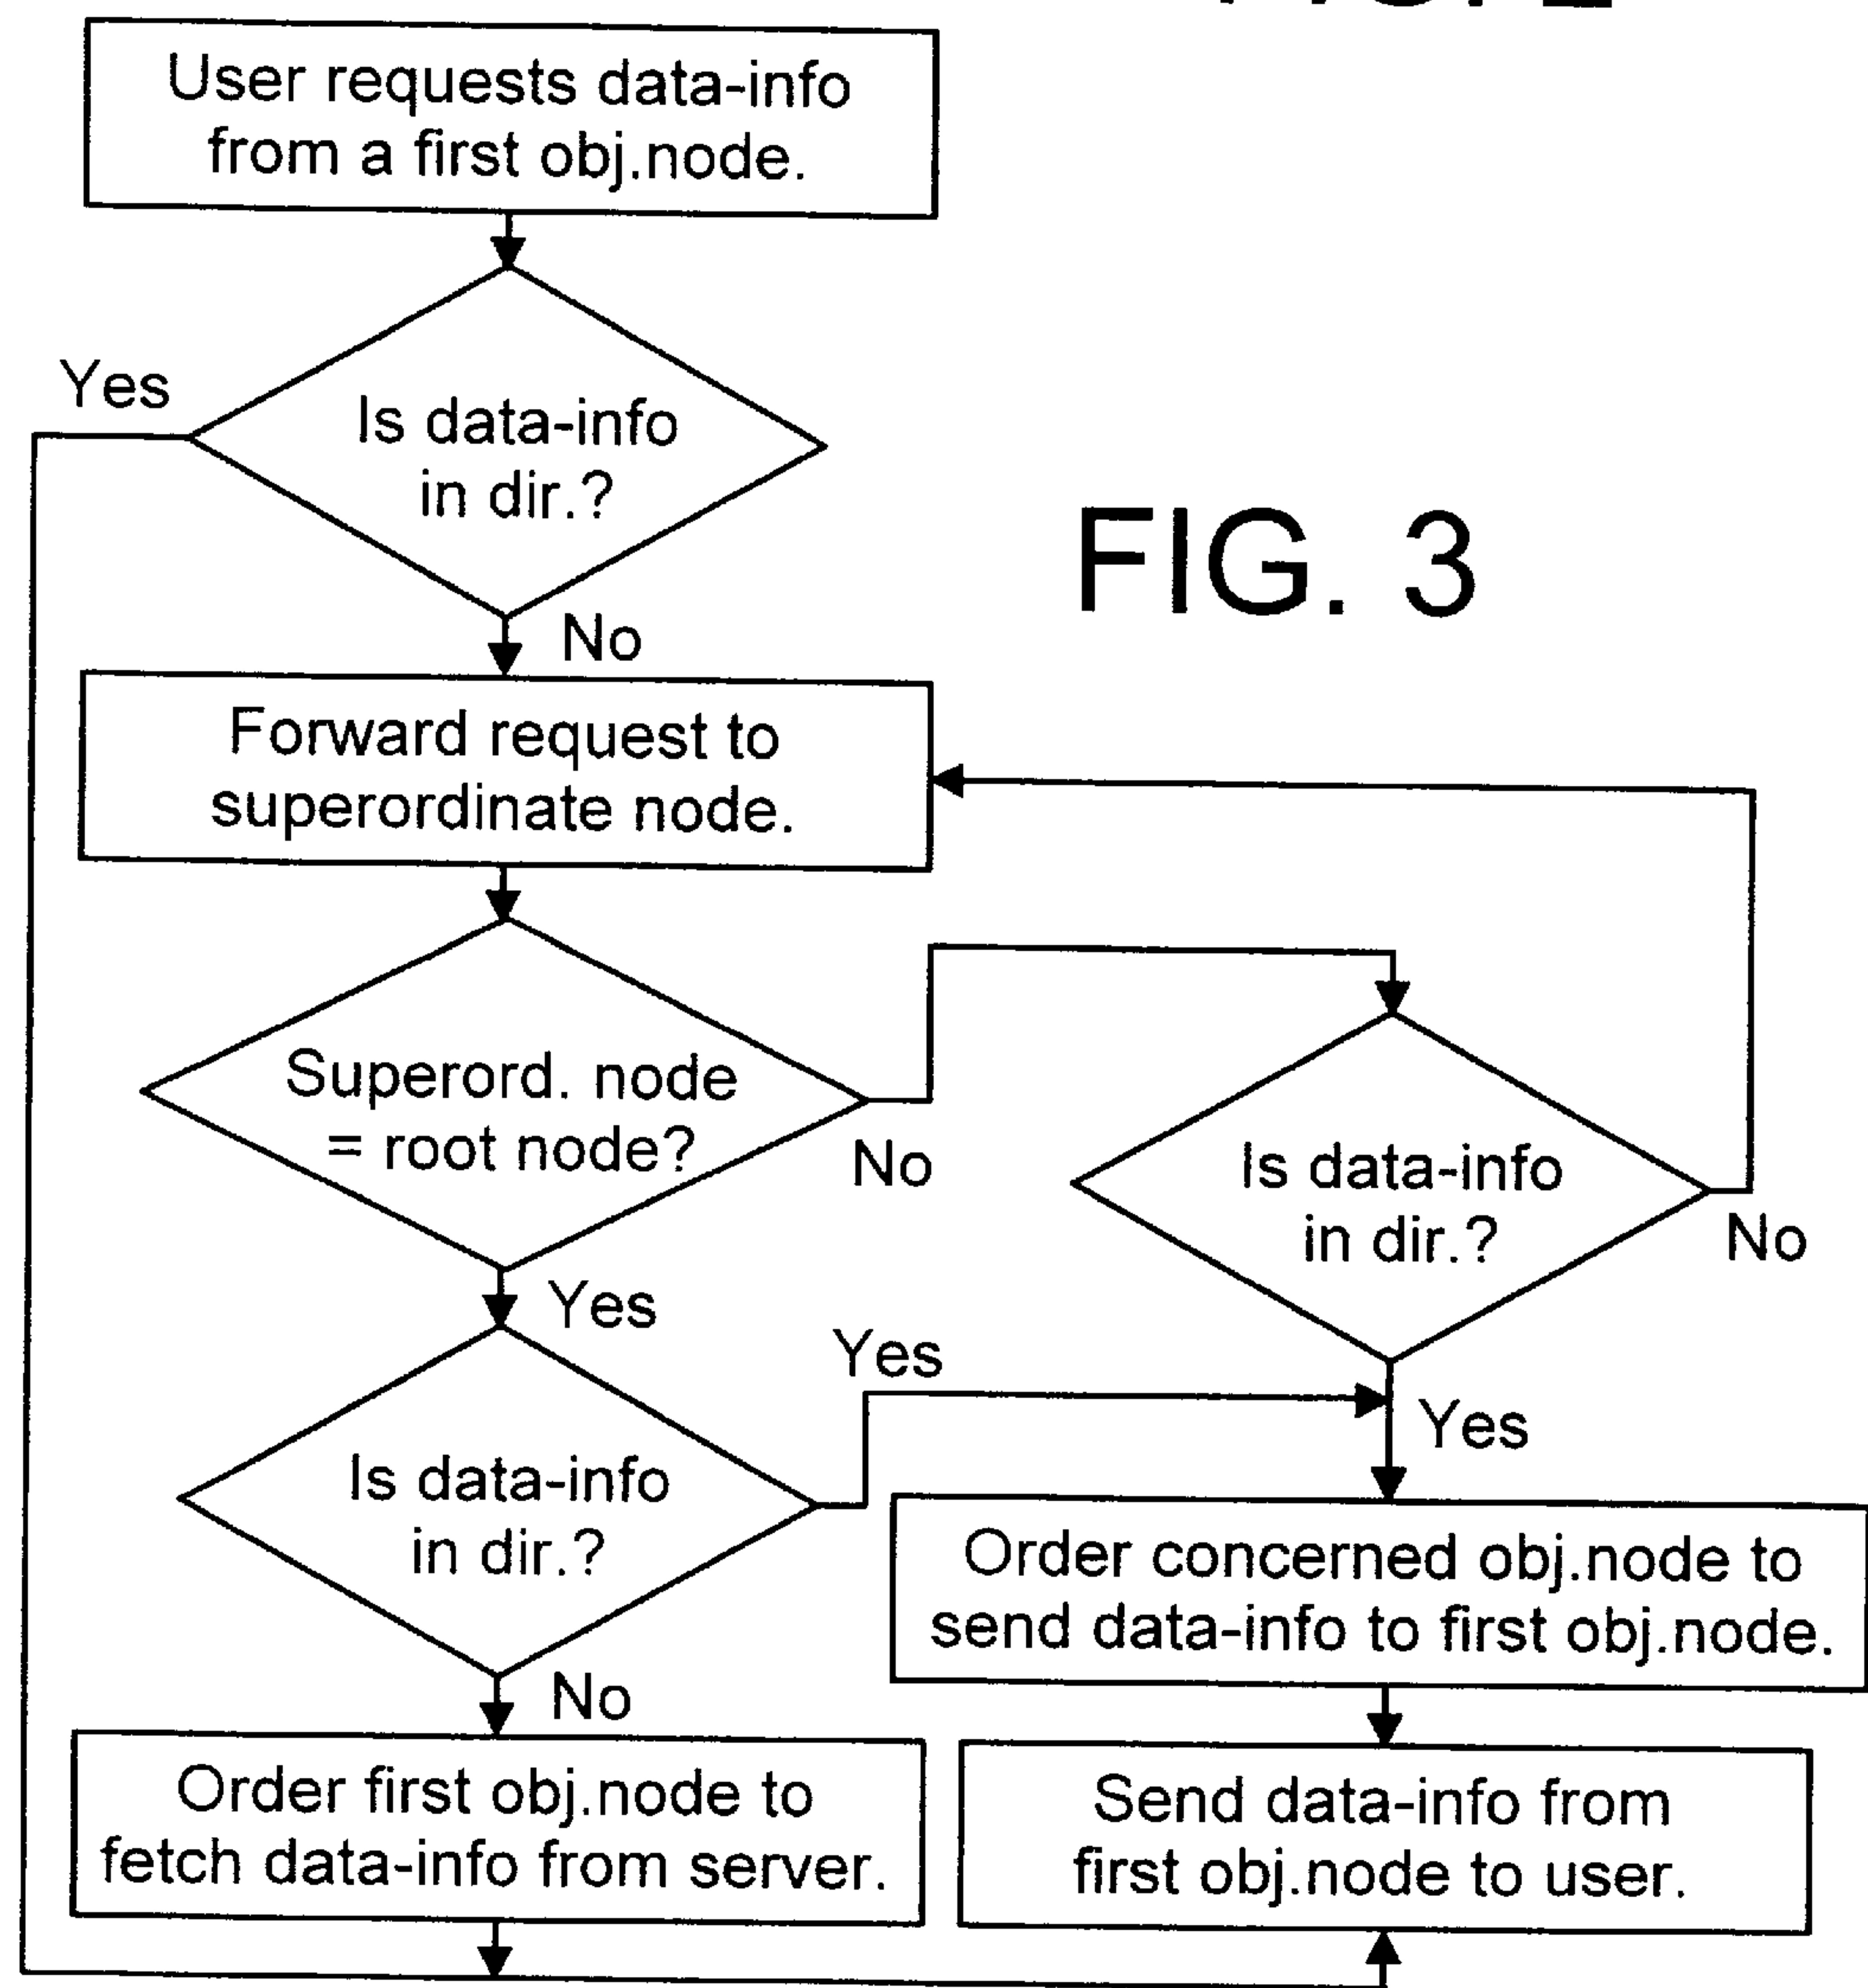 User requests data-info
from a first obj.node.
Yes
Is data-info
in dir.?
FIG. 3
No
Forward request to
superordinate node.
Superord. node
= root node?
No
Is data-info
in dir.?
No
Yes
Yes
Yes
Is data-info
in dir.?
Order concerned obj.node to
send data-info to first obj.node.
No
Order first obj.node to
fetch data-info from server.
Send data-info from
first obj.node to user.